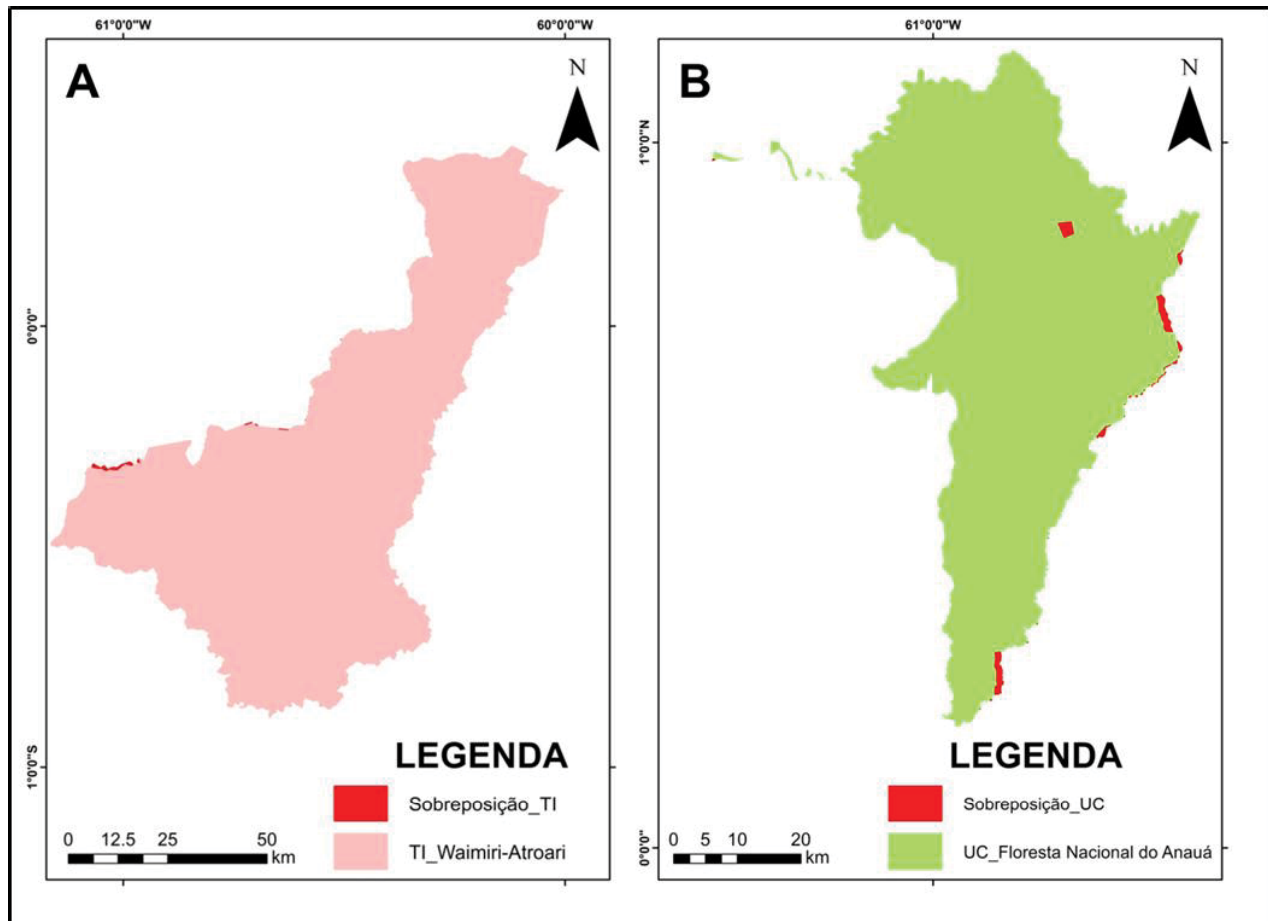 61°0'0"W
60°0'0"W
A
N
0°0'0"
1°0'0"S
LEGENDA
Sobreposição_TI
TI_Waimiri-Atroari
0 12.5 25 50
km
61°0'0"W
B
N
1°0'0"N
0°0'0"
LEGENDA
Sobreposição_UC
UC_Floresta Nacional do Anauá
0 5 10 20
km